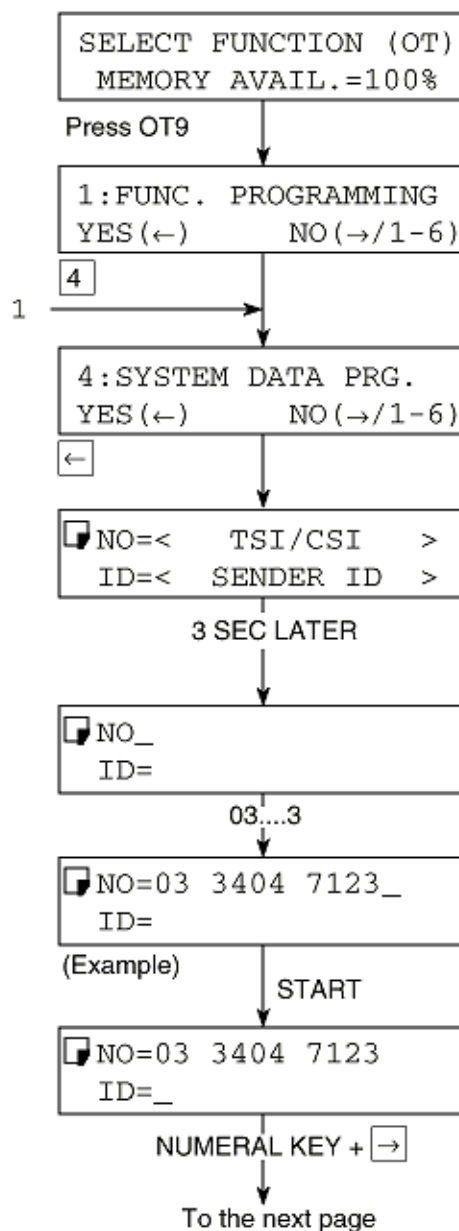 SELECT FUNCTION (OT)
MEMORY AVAIL.=100%
Press OT9
1:FUNC. PROGRAMMING
YES(←) NO(→/1-6)
4
1
4:SYSTEM DATA PRG.
YES(←) NO(→/1-6)
←
NO=< TSI/CSI >
ID=< SENDER ID >
3 SEC LATER
NO_
ID=
03....3
NO=03 3404 7123_
ID=
(Example)
START
NO=03 3404 7123
ID=_
NUMERAL KEY + →
To the next page